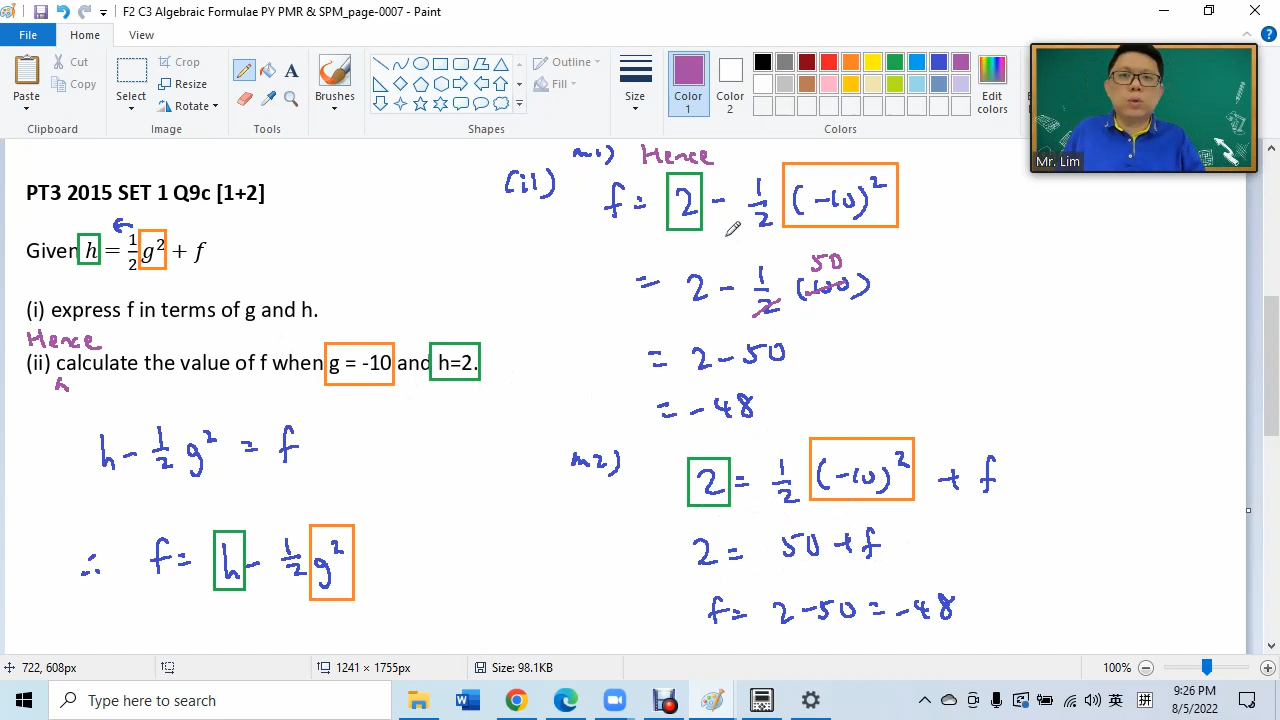 F2 C3 Algebraic Formulae PY PMR & SPM_page-0007 - Paint
File Home View
Paste
Cut
Copy
Clipboard
Select
Crop
Resize
Rotate
Image
Tools
Brushes
Shapes
Outline
Fill
Size
Color 1
Color 2
Edit colors
Colors
Mr. Lim
PT3 2015 SET 1 Q9c [1+2]
Given h = 1/2 g² + f
(i) express f in terms of g and h.
Hence
(ii) calculate the value of f when g = -10 and h=2.
h
h - 1/2 g² = f
∴ f = h - 1/2 g²
m1) Hence
(ii) f = 2 - 1/2 (-10)²
50
= 2 - 1/2 (100)
= 2 - 50
= -48
m2) 2 = 1/2 (-10)² + f
2 = 50 + f
f = 2 - 50 = -48
722, 608px
1241 × 1755px
Size: 98.1KB
100%
Type here to search
英
拼
9:26 PM
8/5/2022